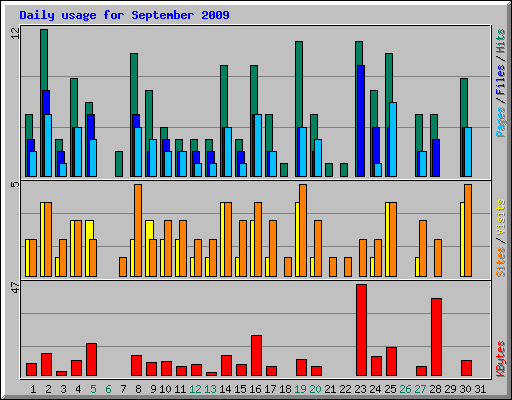 Daily usage for September 2009
12
5
47
Pages/Files/Hits
Sites/Visits
KBytes
1 2 3 4 5 6 7 8 9 10 11 12 13 14 15 16 17 18 19 20 21 22 23 24 25 26 27 28 29 30 31